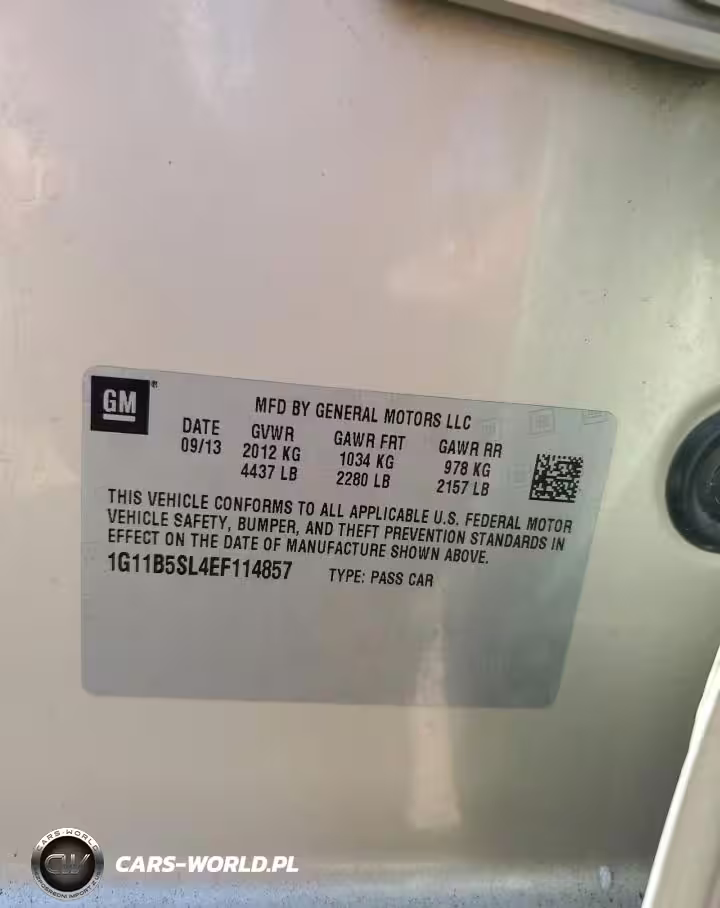 GM
MFD BY GENERAL MOTORS LLC
DATE GVWR GAWR FRT GAWR RR
09/13 2012 KG 1034 KG 978 KG
4437 LB 2280 LB 2157 LB
THIS VEHICLE CONFORMS TO ALL APPLICABLE U.S. FEDERAL MOTOR
VEHICLE SAFETY, BUMPER, AND THEFT PREVENTION STANDARDS IN
EFFECT ON THE DATE OF MANUFACTURE SHOWN ABOVE.
1G11B5SL4EF114857 TYPE: PASS CAR
CARS-WORLD
CW
CARS-WORLD.PL